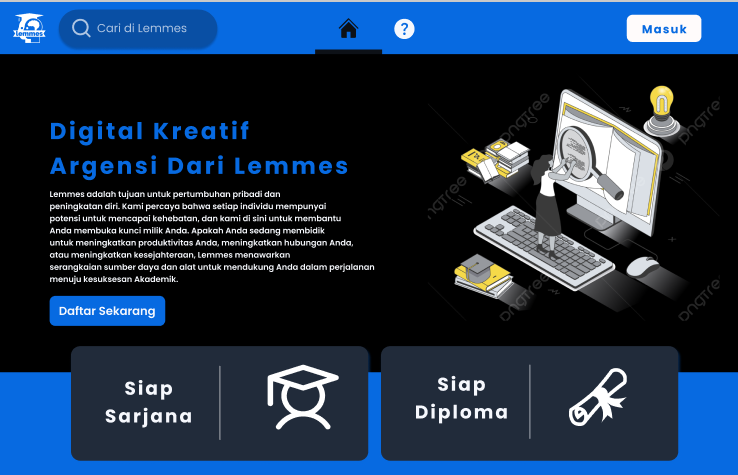 lemmes
Cari di Lemmes
?
Masuk
Digital Kreatif
Argensi Dari Lemmes
Lemmes adalah tujuan untuk pertumbuhan pribadi dan
peningkatan diri. Kami percaya bahwa setiap individu mempunyai
potensi untuk mencapai kehebatan, dan kami di sini untuk membantu
Anda membuka kunci milik Anda. Apakah Anda sedang membidik
untuk meningkatkan produktivitas Anda, meningkatkan hubungan Anda,
atau meningkatkan kesejahteraan, Lemmes menawarkan
serangkaian sumber daya dan alat untuk mendukung Anda dalam perjalanan
menuju kesuksesan Akademik.
Daftar Sekarang
pngtree
pngtree
pngtree
pngtree
pngtree
Siap
Sarjana
Siap
Diploma